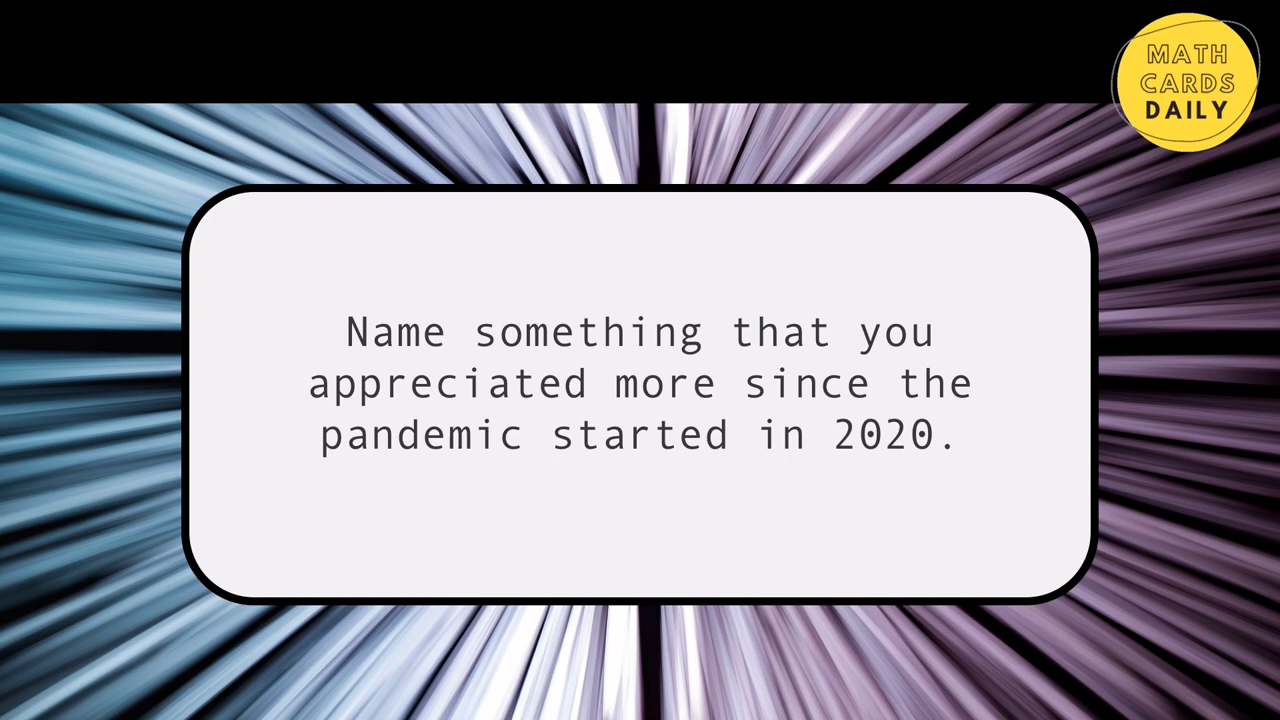 MATH
CARDS
DAILY
Name something that you
appreciated more since the
pandemic started in 2020.